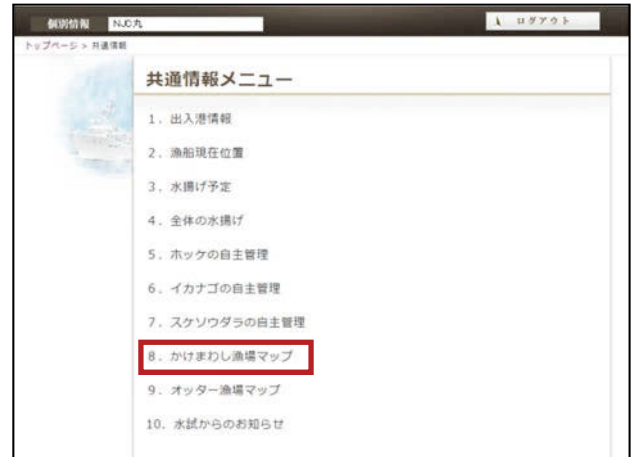 個別情報 NJC丸 ログアウト
トップページ > 共通情報
共通情報メニュー
1. 出入港情報
2. 漁船現在位置
3. 水揚げ予定
4. 全体の水揚げ
5. ホッケの自主管理
6. イカナゴの自主管理
7. スケソウダラの自主管理
8. かけまわし漁場マップ
9. オッター漁場マップ
10. 水試からのお知らせ